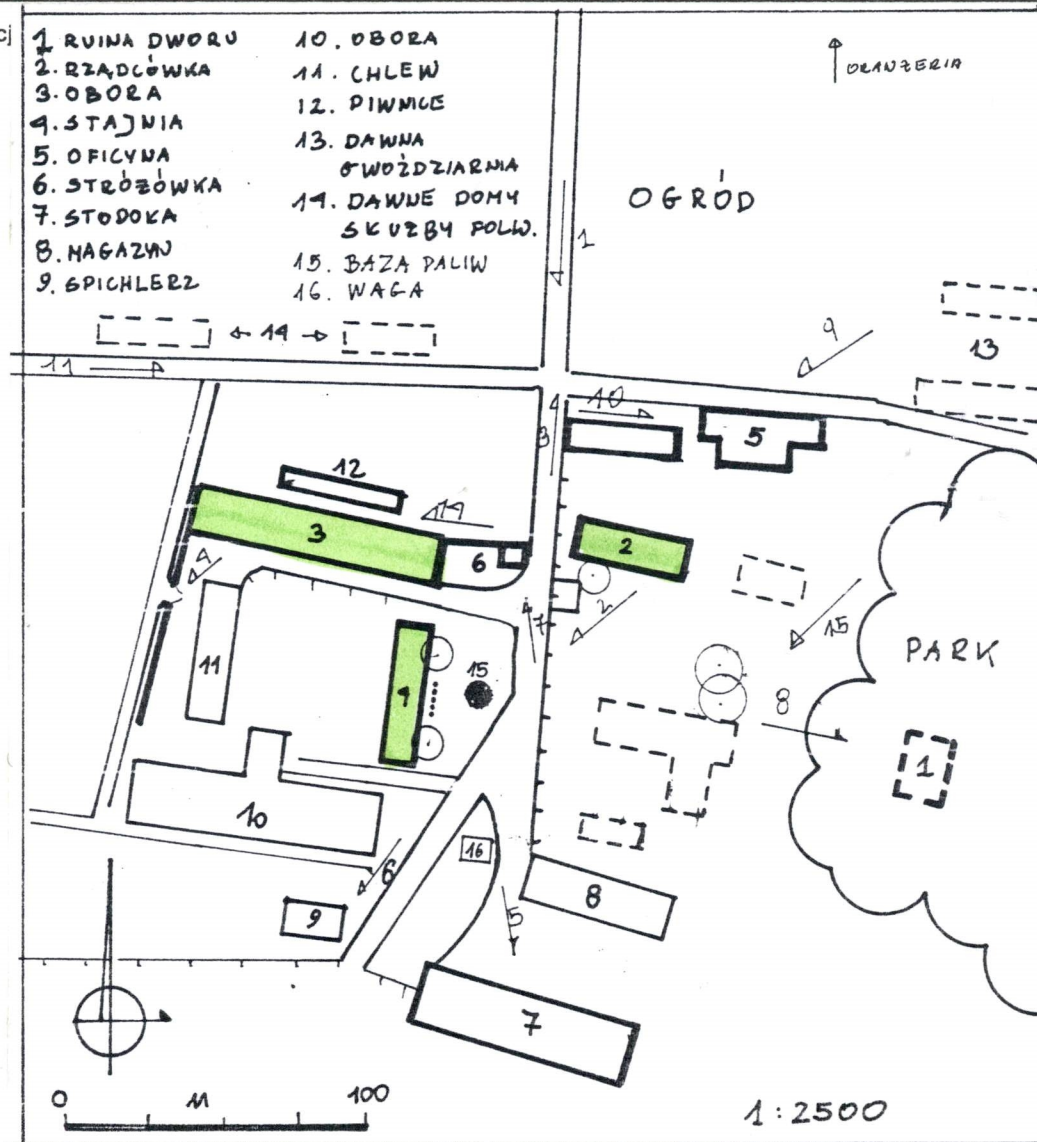 cj
1 RUINA DWORU
2. RZĄDCÓWKA
3. OBORA
4. STAJNIA
5. OFICYNA
6. STRÓŻÓWKA
7. STODOŁA
8. MAGAZYN
9. SPICHLERZ
10. OBORA
11. CHLEW
12. PIWNICE
13. DAWNA
GWOŹDZIARNIA
14. DAWNE DOMY
SŁUŻBY FOLW.
15. BAZA PALIW
16. WAGA
ORANŻERIA
OGRÓD
1
← 14 →
9
13
11
10
3
5
12
14
3
6
2
4
7
2
15
PARK
11
4
15
8
1
10
6
16
9
5
8
7
0 M 100
1:2500